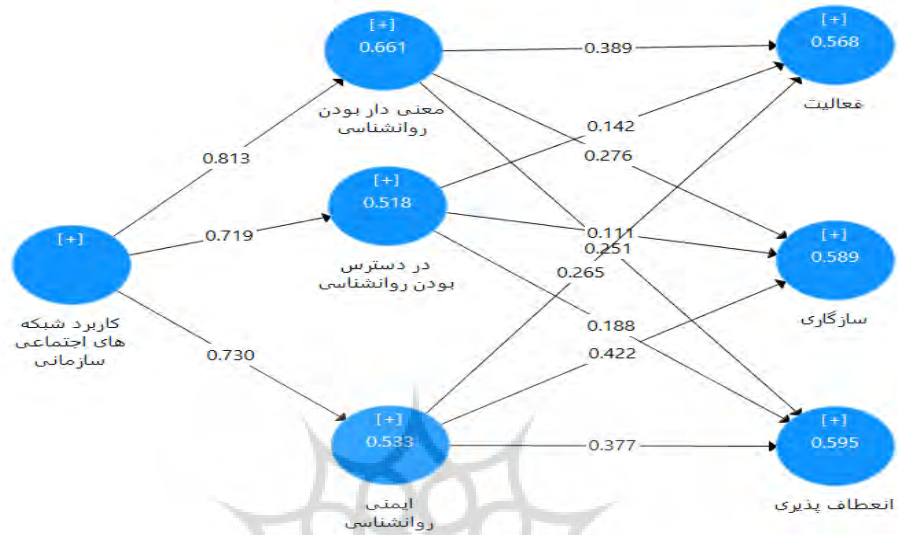 [+]
0.661
معنی دار بودن
روانشناسی
[+]
0.568
فعالیت
0.389
0.142
0.276
0.813
[+]
0.518
در دسترس
بودن روانشناسی
0.719
[+]
کاربرد شبکه
های اجتماعی
سازمانی
0.111
0.251
0.265
[+]
0.589
سازگاری
0.188
0.422
0.730
[+]
0.533
ایمنی
روانشناسی
0.377
[+]
0.595
انعطاف پذیری